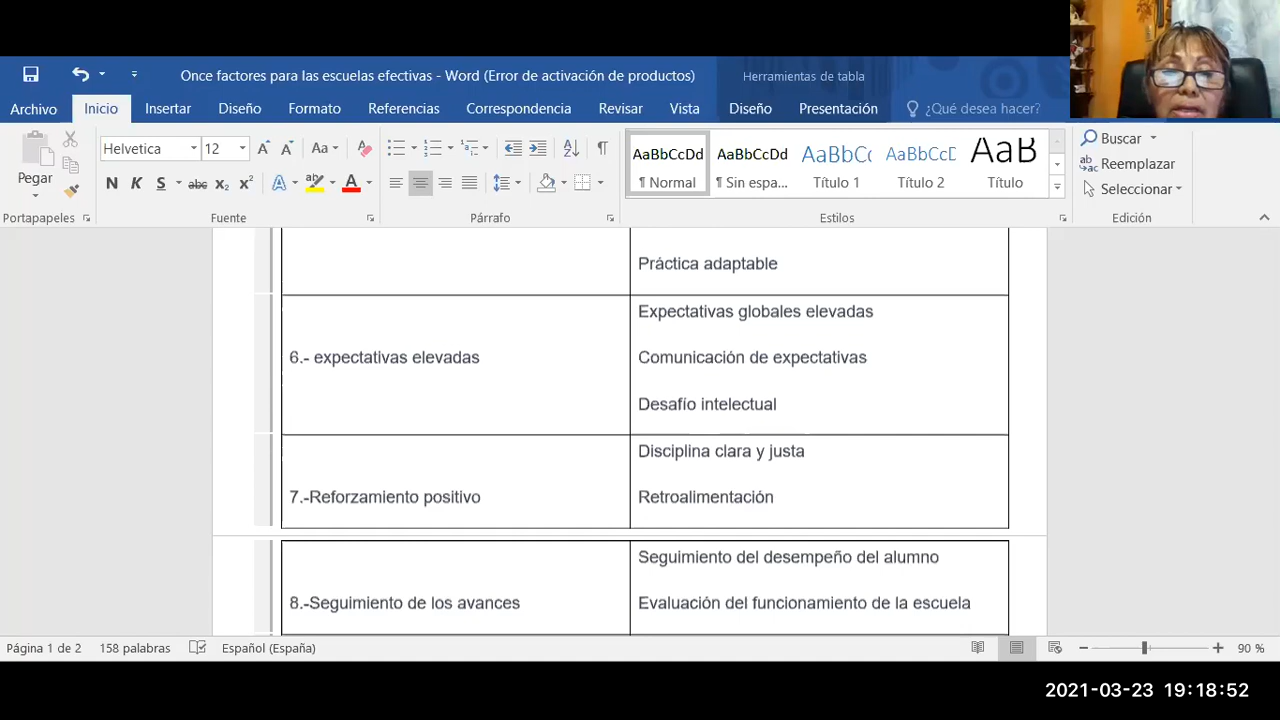 Once factores para las escuelas efectivas - Word (Error de activación de productos)
Herramientas de tabla
Archivo
Inicio
Insertar
Diseño
Formato
Referencias
Correspondencia
Revisar
Vista
Diseño
Presentación
¿Qué desea hacer?
Pegar
Portapapeles
Helvetica
12
Aa
N K S abc x₂ x²
A
A
Fuente
Párrafo
AaBbCcDd
¶ Normal
AaBbCcDd
¶ Sin espa...
AaBbCc
Título 1
AaBbCcD
Título 2
AaB
Título
Estilos
Buscar
Reemplazar
Seleccionar
Edición
Práctica adaptable
6.- expectativas elevadas
Expectativas globales elevadas
Comunicación de expectativas
Desafío intelectual
7.-Reforzamiento positivo
Disciplina clara y justa
Retroalimentación
8.-Seguimiento de los avances
Seguimiento del desempeño del alumno
Evaluación del funcionamiento de la escuela
Página 1 de 2
158 palabras
Español (España)
90 %
2021-03-23 19:18:52